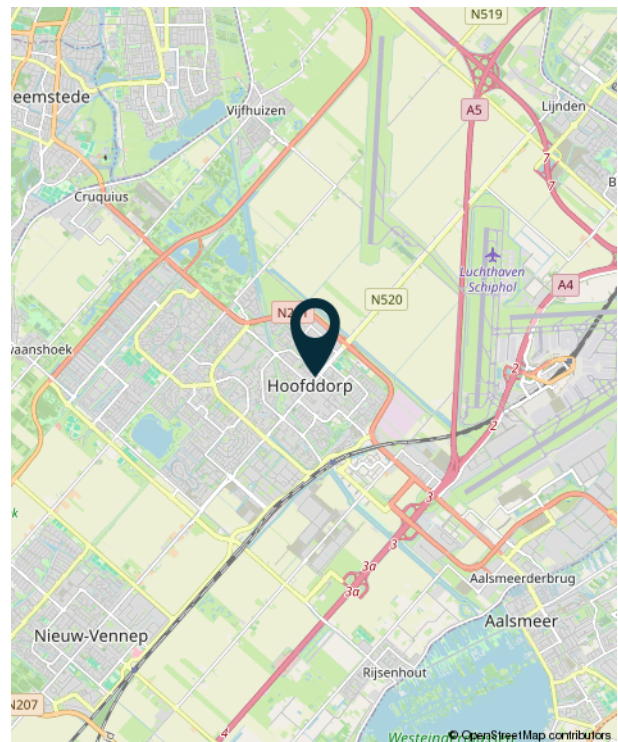 N519
eemstede
Vijfhuizen
A5
Lijnden
7
7
Cruquius
Luchthaven
Schiphol
A4
N520
waanshoek
Hoofddorp
2
2
3
3
3a
3a
Aalsmeerderbrug
Aalsmeer
Nieuw-Vennep
Rijsenhout
N207
4
© OpenStreetMap contributors